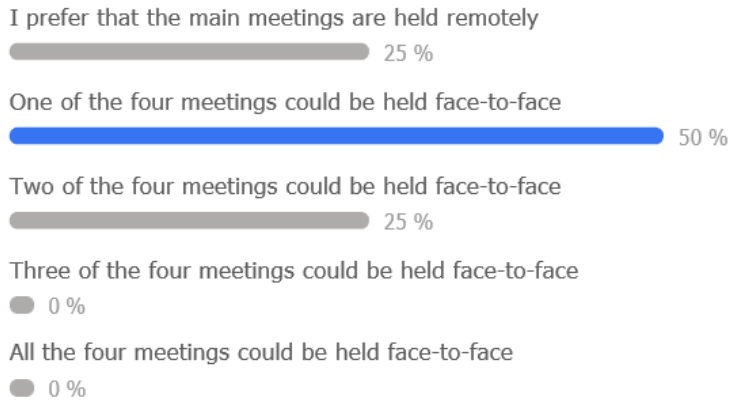 I prefer that the main meetings are held remotely
25 %
One of the four meetings could be held face-to-face
50 %
Two of the four meetings could be held face-to-face
25 %
Three of the four meetings could be held face-to-face
0 %
All the four meetings could be held face-to-face
0 %